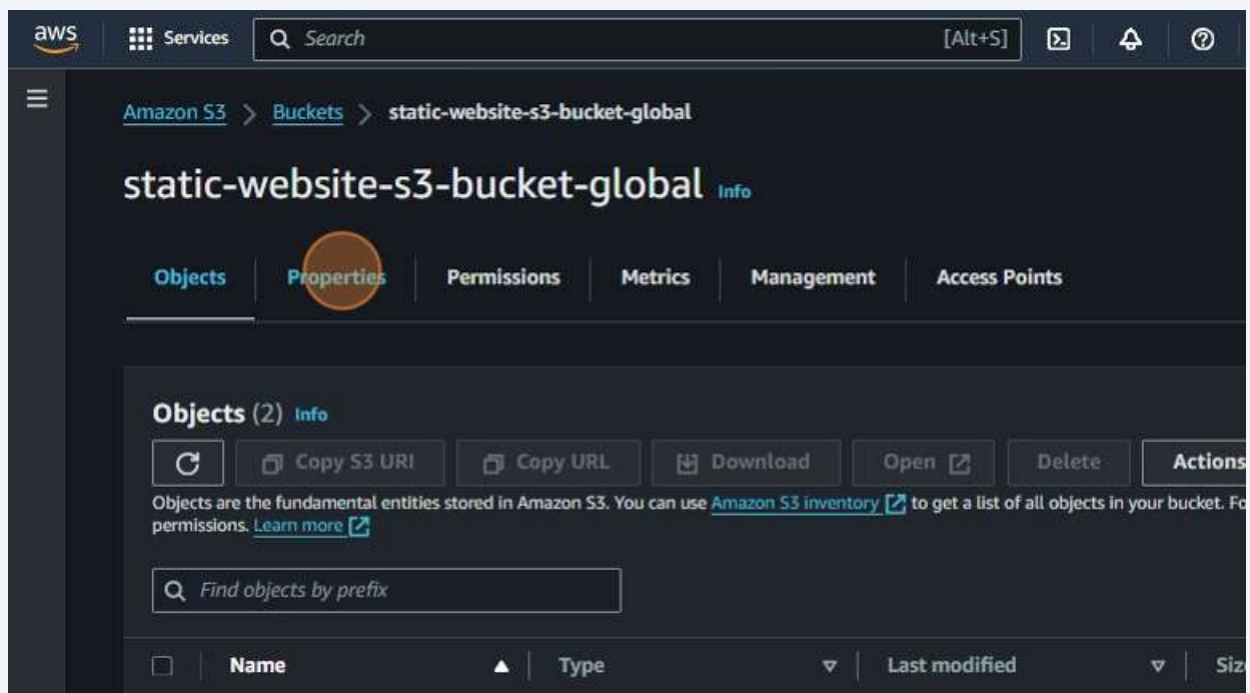 aws Services Search [Alt+S]
Amazon S3 > Buckets > static-website-s3-bucket-global
static-website-s3-bucket-global Info
Objects Properties Permissions Metrics Management Access Points
Objects (2) Info
Copy S3 URI Copy URL Download Open Delete Actions
Objects are the fundamental entities stored in Amazon S3. You can use Amazon S3 inventory to get a list of all objects in your bucket. Fo
permissions. Learn more
Find objects by prefix
Name Type Last modified Siz